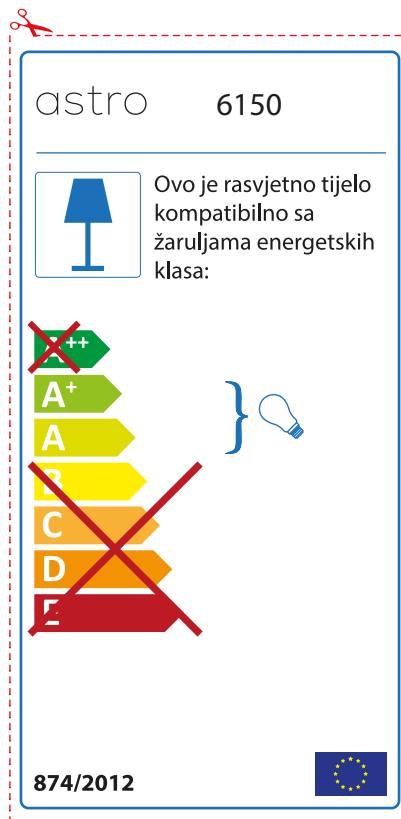 astro 6150
Ovo je rasvjetno tijelo
kompatibilno sa
žaruljama energetskih
klasa:
A++
A+
A
B
C
D
E
874/2012